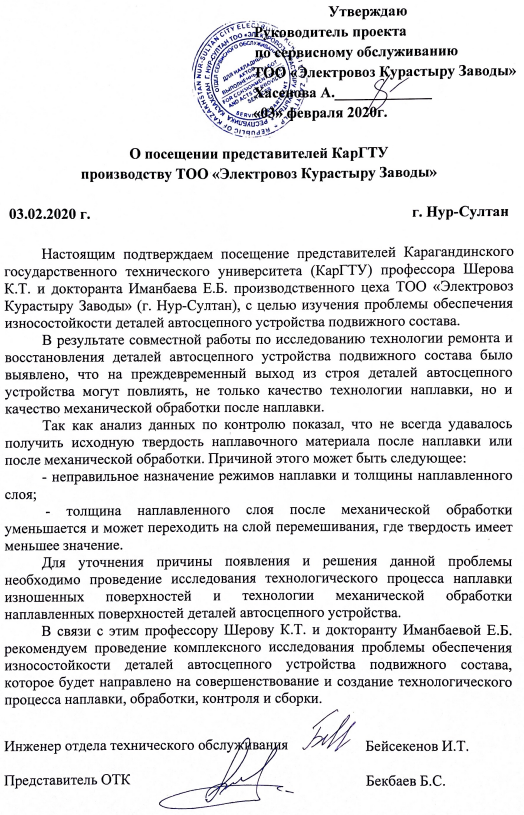 Утверждаю
Руководитель проекта
по сервисному обслуживанию
ТОО «Электровоз Курастыру Заводы»
Хасенова А.
«03» февраля 2020г.
О посещении представителей КарГТУ
производству ТОО «Электровоз Курастыру Заводы»
03.02.2020 г. г. Нур-Султан
Настоящим подтверждаем посещение представителей Карагандинского
государственного технического университета (КарГТУ) профессора Шерова
К.Т. и докторанта Иманбаева Е.Б. производственного цеха ТОО «Электровоз
Курастыру Заводы» (г. Нур-Султан), с целью изучения проблемы обеспечения
износостойкости деталей автосцепного устройства подвижного состава.
В результате совместной работы по исследованию технологии ремонта и
восстановления деталей автосцепного устройства подвижного состава было
выявлено, что на преждевременный выход из строя деталей автосцепного
устройства могут повлиять, не только качество технологии наплавки, но и
качество механической обработки после наплавки.
Так как анализ данных по контролю показал, что не всегда удавалось
получить исходную твердость наплавочного материала после наплавки или
после механической обработки. Причиной этого может быть следующее:
- неправильное назначение режимов наплавки и толщины наплавленного
слоя;
- толщина наплавленного слоя после механической обработки
уменьшается и может переходить на слой перемешивания, где твердость имеет
меньшее значение.
Для уточнения причины появления и решения данной проблемы
необходимо проведение исследования технологического процесса наплавки
изношенных поверхностей и технологии механической обработки
наплавленных поверхностей деталей автосцепного устройства.
В связи с этим профессору Шерову К.Т. и докторанту Иманбаевой Е.Б.
рекомендуем проведение комплексного исследования проблемы обеспечения
износостойкости деталей автосцепного устройства подвижного состава,
которое будет направлено на совершенствование и создание технологического
процесса наплавки, обработки, контроля и сборки.
Инженер отдела технического обслуживания Бейсекенов И.Т.
Представитель ОТК Бекбаев Б.С.